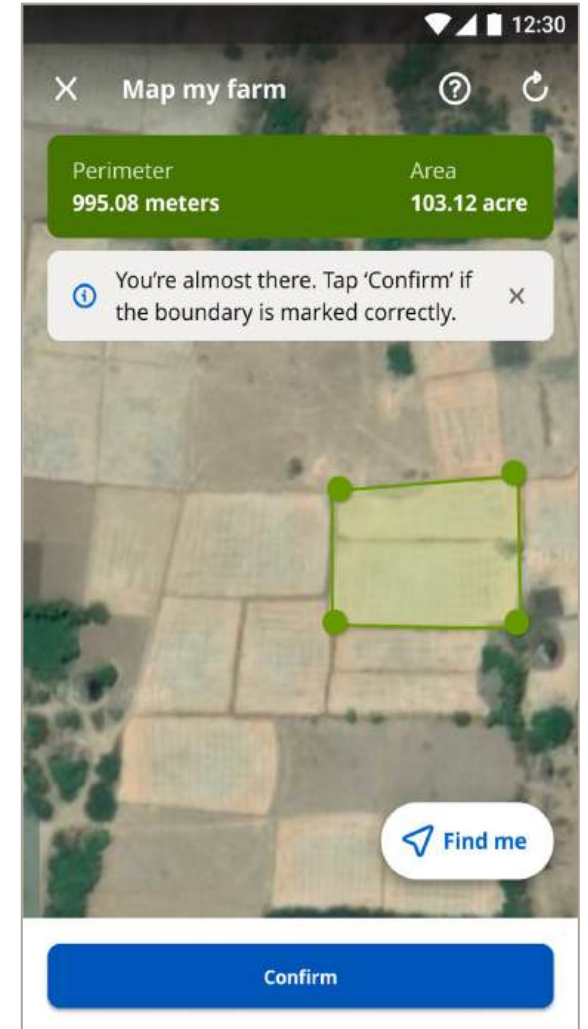 12:30
Map my farm
Perimeter Area
995.08 meters 103.12 acre
You’re almost there. Tap ‘Confirm’ if
the boundary is marked correctly.
Find me
Confirm